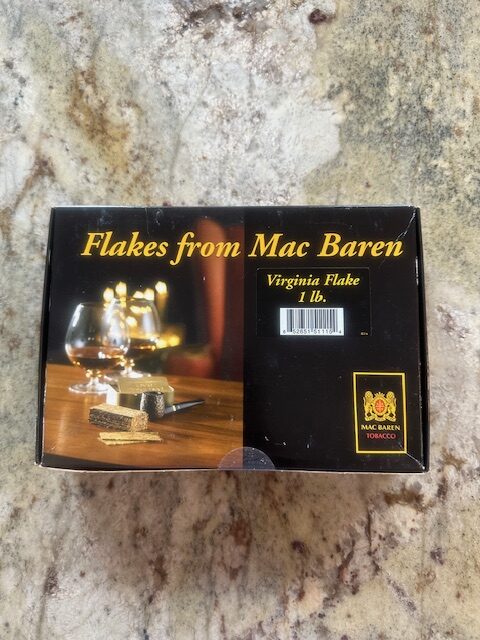 Flakes from Mac Baren
Virginia Flake
1 lb.
MAC BAREN
TOBACCO